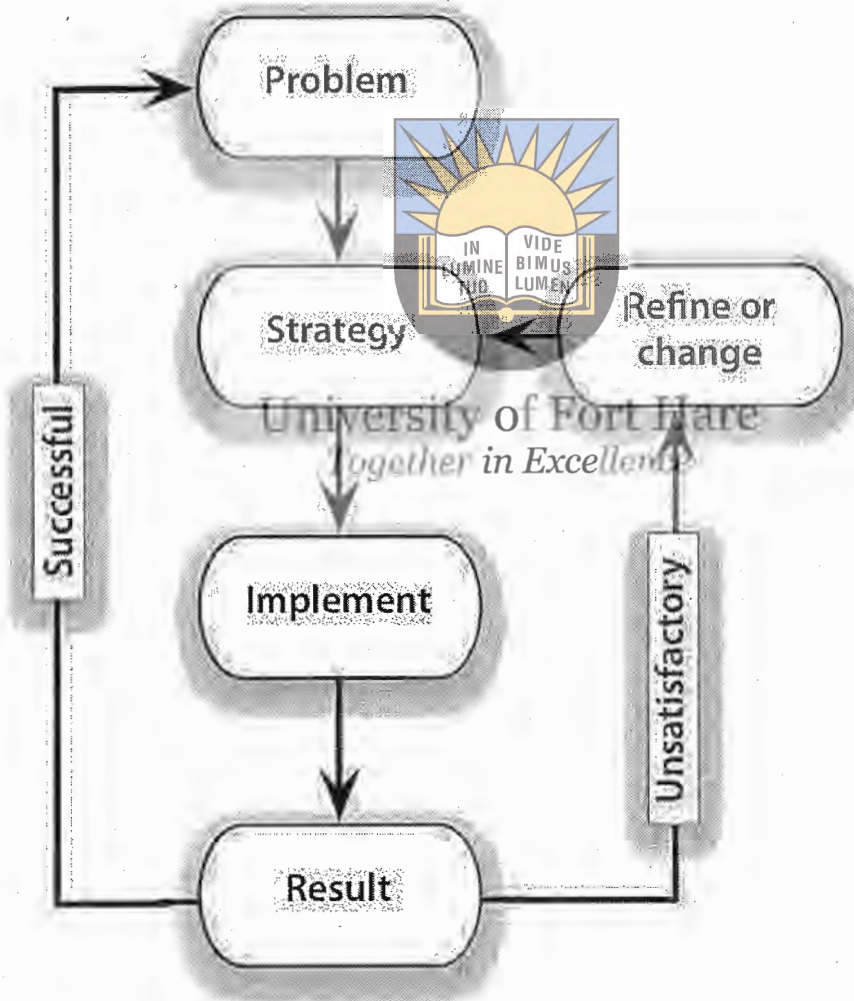 Problem
IN
LUMINE
TUO
VIDE
BIMUS
LUMEN
Strategy
Refine or
change
University of Fort Hare
Together in Excellence
Successful
Implement
Unsatisfactory
Result